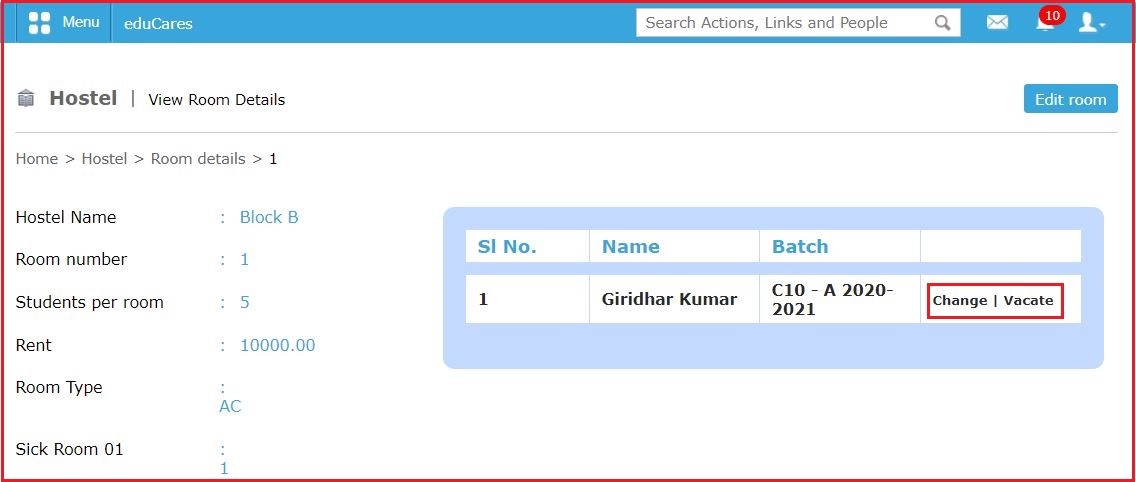 Menu eduCares Search Actions, Links and People 10
Hostel | View Room Details Edit room
Home > Hostel > Room details > 1
Hostel Name : Block B
Room number : 1
Students per room : 5
Rent : 10000.00
Room Type :
AC
Sick Room 01 :
1
Sl No. Name Batch
1 Giridhar Kumar C10 - A 2020-
2021 Change | Vacate